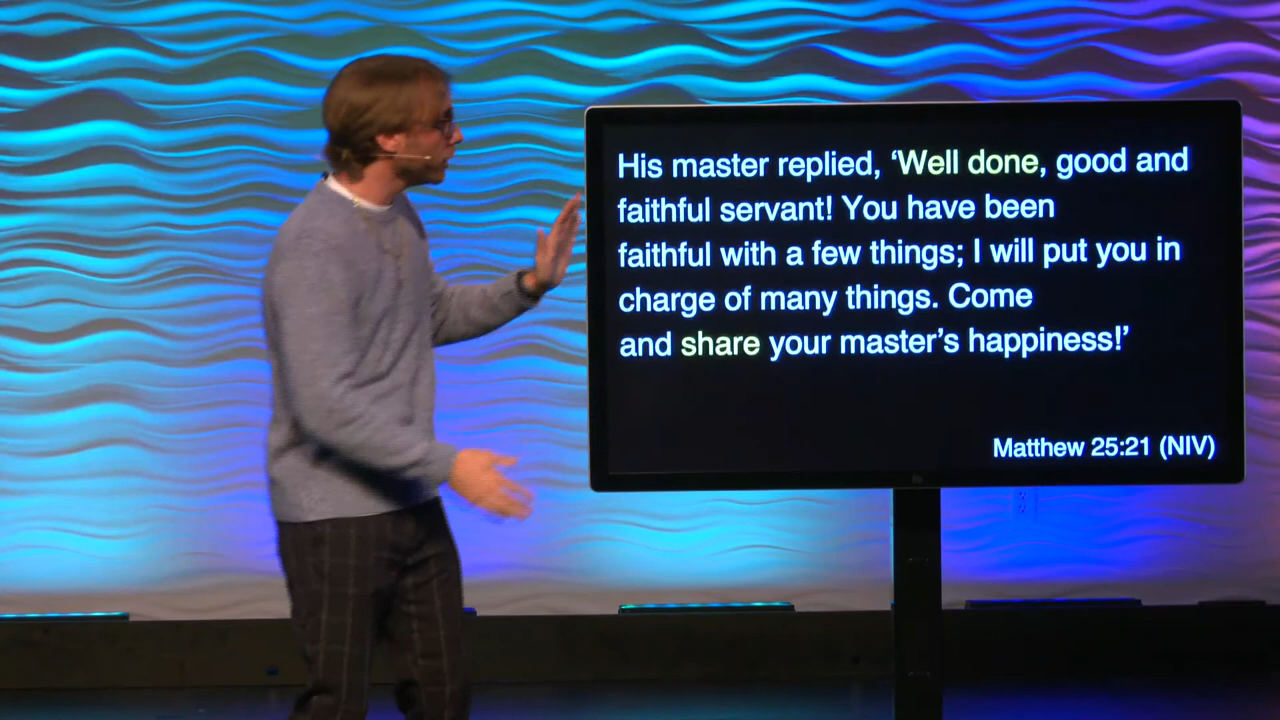 His master replied, ‘Well done, good and
faithful servant! You have been
faithful with a few things; I will put you in
charge of many things. Come
and share your master’s happiness!’
Matthew 25:21 (NIV)